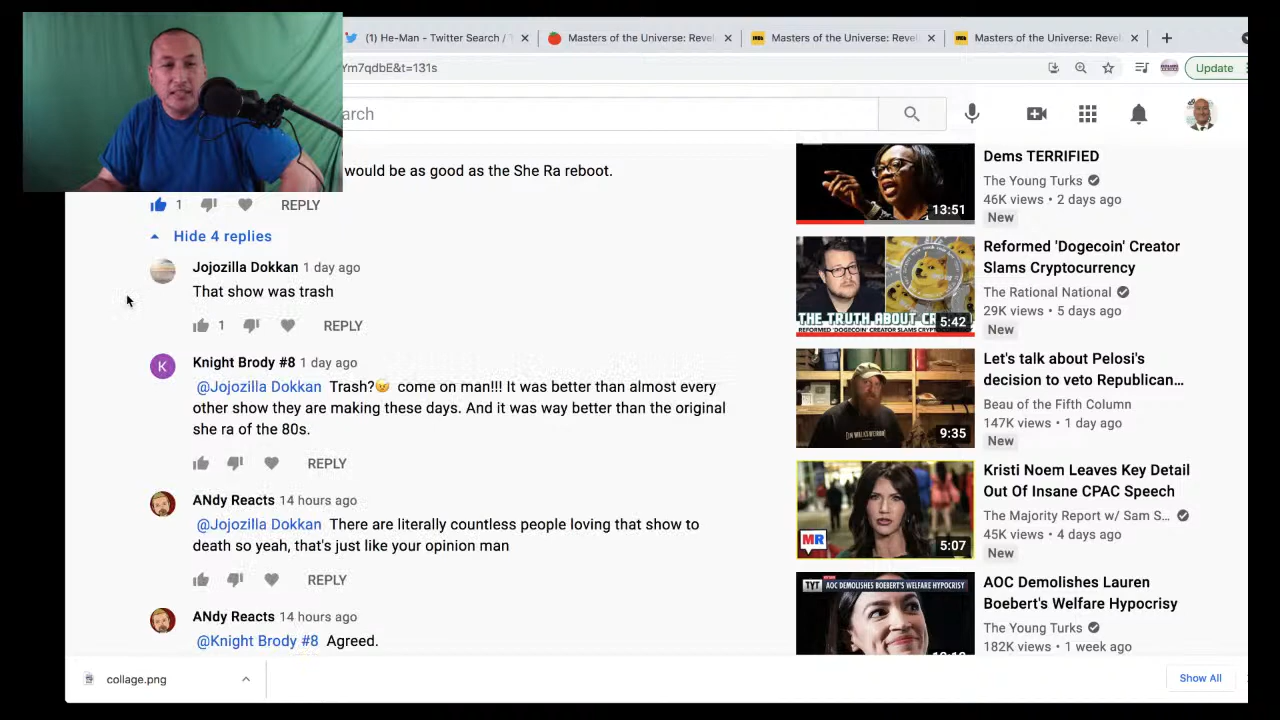 (1) He-Man - Twitter Search / T
Masters of the Universe: Revel
Masters of the Universe: Revel
Masters of the Universe: Revel
Ym7qdbE&t=131s
Update
arch
would be as good as the She Ra reboot.
1
REPLY
Hide 4 replies
Jojozilla Dokkan 1 day ago
That show was trash
1
REPLY
K
Knight Brody #8 1 day ago
@Jojozilla Dokkan Trash?😠 come on man!!! It was better than almost every
other show they are making these days. And it was way better than the original
she ra of the 80s.
REPLY
ANdy Reacts 14 hours ago
@Jojozilla Dokkan There are literally countless people loving that show to
death so yeah, that's just like your opinion man
REPLY
ANdy Reacts 14 hours ago
@Knight Brody #8 Agreed.
13:51
Dems TERRIFIED
The Young Turks
46K views • 2 days ago
New
THE TRUTH ABOUT CR
5:42
Reformed 'Dogecoin' Creator
Slams Cryptocurrency
The Rational National
29K views • 5 days ago
New
9:35
Let's talk about Pelosi's
decision to veto Republican...
Beau of the Fifth Column
147K views • 1 day ago
New
MR
5:07
Kristi Noem Leaves Key Detail
Out Of Insane CPAC Speech
The Majority Report w/ Sam S...
45K views • 4 days ago
New
TYT AOC DEMOLISHES BOEBERT'S WELFARE HYPOCRISY
AOC Demolishes Lauren
Boebert's Welfare Hypocrisy
The Young Turks
182K views • 1 week ago
collage.png
Show All